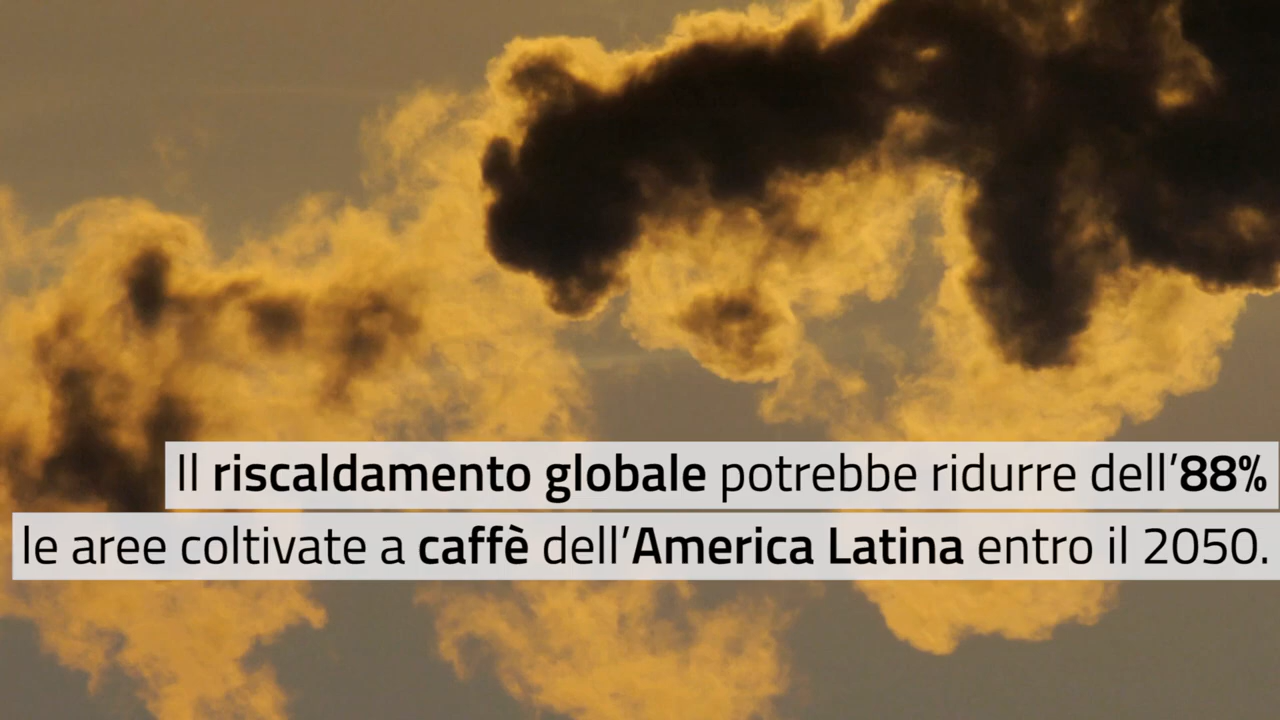 Il riscaldamento globale potrebbe ridurre dell’88%
le aree coltivate a caffè dell’America Latina entro il 2050.